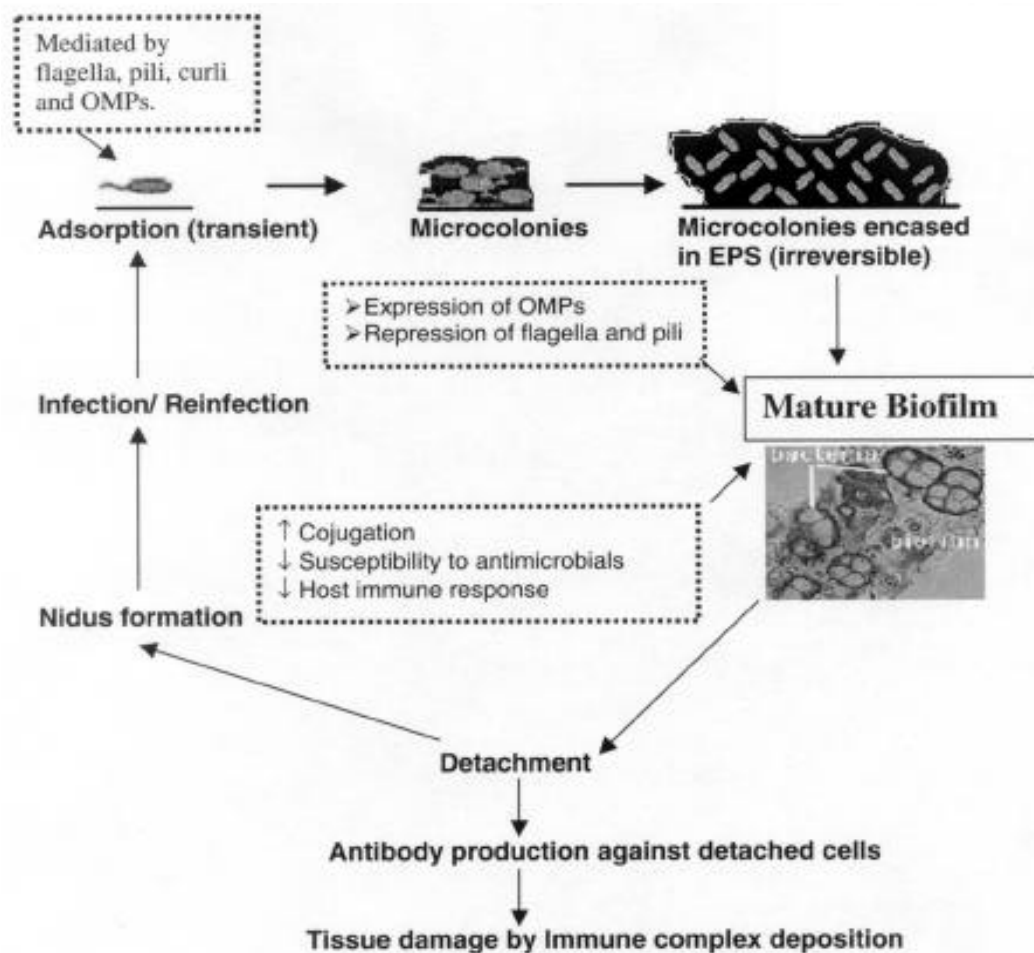 Mediated by
flagella, pili, curli
and OMPs.
Adsorption (transient)
Microcolonies
Microcolonies encased
in EPS (irreversible)
➢Expression of OMPs
➢Repression of flagella and pili
Infection/ Reinfection
Mature Biofilm
bacteria
biofilm
↑ Cojugation
↓ Susceptibility to antimicrobials
↓ Host immune response
Nidus formation
Detachment
Antibody production against detached cells
Tissue damage by Immune complex deposition